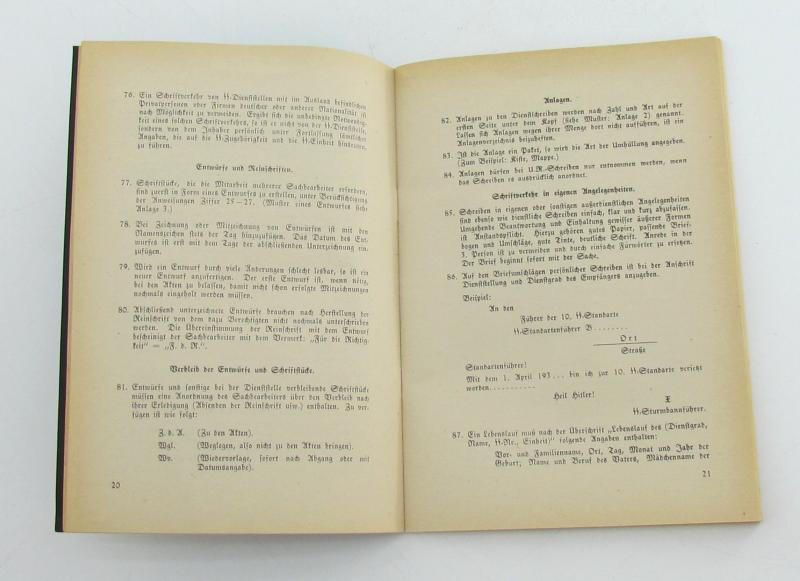 76. Ein Schriftverkehr von SS-Dienststellen mit im Ausland befindlichen
Privatpersonen oder Firmen deutscher oder anderer Nationalität ist
nach Möglichkeit zu vermeiden. Ergibt sich die unbedingte Notwendig-
keit eines solchen Schriftverkehrs, so ist er nicht von der SS-Dienststelle,
sondern von dem Inhaber persönlich unter Fortlassung sämtlicher
Angaben, die auf die SS-Zugehörigkeit und die SS-Einheit hindeuten,
zu führen.
Entwürfe und Reinschriften.
77. Schriftstücke, die die Mitarbeit mehrerer Sachbearbeiter erfordern,
sind zuerst in Form eines Entwurfes zu erstellen, unter Berücksichtigung
der Anweisungen Ziffer 25–27. (Muster eines Entwurfes siehe
Anlage 3.)
78. Bei Zeichnung oder Mitzeichnung von Entwürfen ist mit den
Namenszeichen stets der Tag hinzuzufügen. Das Datum des Ent-
wurfes ist erst mit dem Tage der abschließenden Unterzeichnung ein-
zufügen.
79. Wird ein Entwurf durch viele Änderungen schlecht lesbar, so ist ein
neuer Entwurf anzufertigen. Der erste Entwurf ist, wenn nötig,
bei den Akten zu belassen, damit nicht schon erfolgte Mitzeichnungen
nochmals eingeholt werden müssen.
80. Abschließend unterzeichnete Entwürfe brauchen nach Herstellung der
Reinschrift von dem dazu Berechtigten nicht nochmals unterschrieben
werden. Die Übereinstimmung der Reinschrift mit dem Entwurf
bescheinigt der Sachbearbeiter mit dem Vermerk: „Für die Richtig-
keit“ = „F. d. R.“.
Verbleib der Entwürfe und Schriftstücke.
81. Entwürfe und sonstige bei der Dienststelle verbleibende Schriftstücke
müssen eine Anordnung des Sachbearbeiters über den Verbleib nach
ihrer Erledigung (Absenden der Reinschrift usw.) enthalten. Zu ver-
fügen ist wie folgt:
Z. d. A. (Zu den Akten).
Wgl. (Weglegen, also nicht zu den Akten bringen).
Wv. (Wiedervorlage, sofort nach Abgang oder mit
Datumsangabe).
20
Anlagen.
82. Anlagen zu den Dienstschreiben werden nach Zahl und Art auf der
ersten Seite unter dem Kopf (siehe Muster: Anlage 2) genannt.
Lassen sich Anlagen wegen ihrer Menge dort nicht aufführen, ist ein
Anlagenverzeichnis beizuheften.
83. Ist die Anlage ein Paket, so wird die Art der Umhüllung angegeben.
(Zum Beispiel: Kiste, Mappe.)
84. Anlagen dürfen bei U.R.-Schreiben nur entnommen werden, wenn
das Schreiben es ausdrücklich anordnet.
Schriftverkehr in eigenen Angelegenheiten.
85. Schreiben in eigenen oder sonstigen außerdienstlichen Angelegenheiten
sind ebenso wie dienstliche Schreiben einfach, klar und kurz abzufassen.
Umgehende Beantwortung und Einhaltung gewisser äußerer Formen
ist Anstandspflicht. Hierzu gehören gutes Papier, passende Brief-
bogen und Umschläge, gute Tinte, deutliche Schrift. Anrede in der
3. Person ist zu vermeiden und durch einfache Fürwörter zu ersetzen.
Der Brief beginnt sofort mit der Sache.
86. Auf den Briefumschlägen persönlicher Schreiben ist bei der Anschrift
Dienststellung und Dienstgrad des Empfängers anzugeben.
Beispiel:
An den
Führer der 10. SS-Standarte
SS-Standartenführer B........
Ort
Straße
Standartenführer!
Mit dem 1. April 193... bin ich zur 10. SS-Standarte versetzt
worden...........
Heil Hitler!
X
SS-Sturmbannführer.
87. Ein Lebenslauf muß nach der Überschrift „Lebenslauf des (Dienstgrad,
Name, SS-Nr., Einheit)“ folgende Angaben enthalten:
Vor- und Familienname, Ort, Tag, Monat und Jahr der
Geburt; Name und Beruf des Vaters, Mädchenname der
21